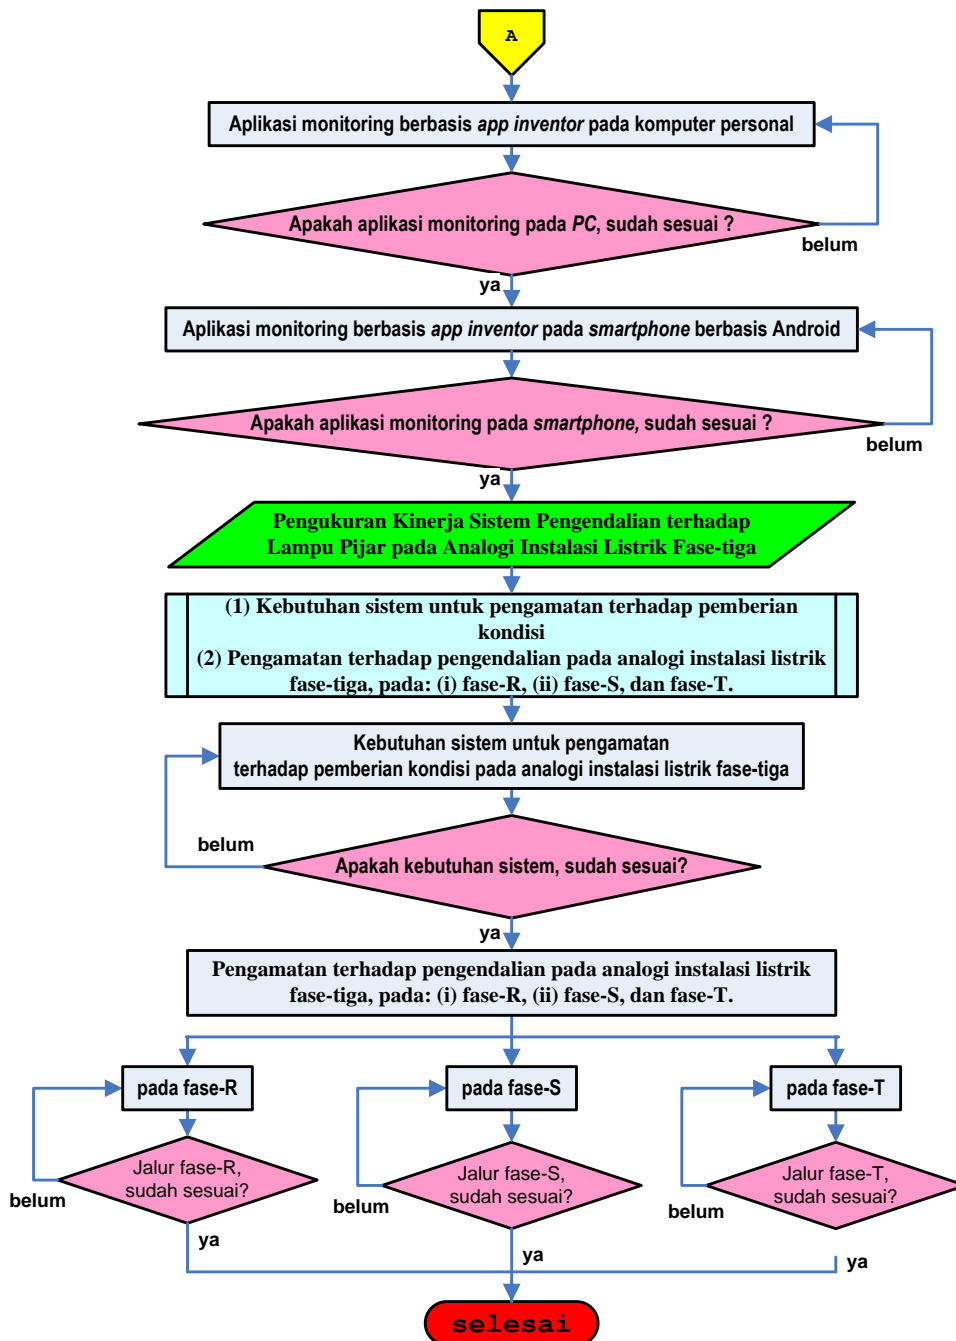 A
Aplikasi monitoring berbasis app inventor pada komputer personal
Apakah aplikasi monitoring pada PC, sudah sesuai ?
belum
ya
Aplikasi monitoring berbasis app inventor pada smartphone berbasis Android
Apakah aplikasi monitoring pada smartphone, sudah sesuai ?
belum
ya
Pengukuran Kinerja Sistem Pengendalian terhadap
Lampu Pijar pada Analogi Instalasi Listrik Fase-tiga
(1) Kebutuhan sistem untuk pengamatan terhadap pemberian
kondisi
(2) Pengamatan terhadap pengendalian pada analogi instalasi listrik
fase-tiga, pada: (i) fase-R, (ii) fase-S, dan fase-T.
Kebutuhan sistem untuk pengamatan
terhadap pemberian kondisi pada analogi instalasi listrik fase-tiga
belum
Apakah kebutuhan sistem, sudah sesuai?
ya
Pengamatan terhadap pengendalian pada analogi instalasi listrik
fase-tiga, pada: (i) fase-R, (ii) fase-S, dan fase-T.
pada fase-R
pada fase-S
pada fase-T
Jalur fase-R,
sudah sesuai?
belum
ya
Jalur fase-S,
sudah sesuai?
belum
ya
Jalur fase-T,
sudah sesuai?
belum
ya
selesai